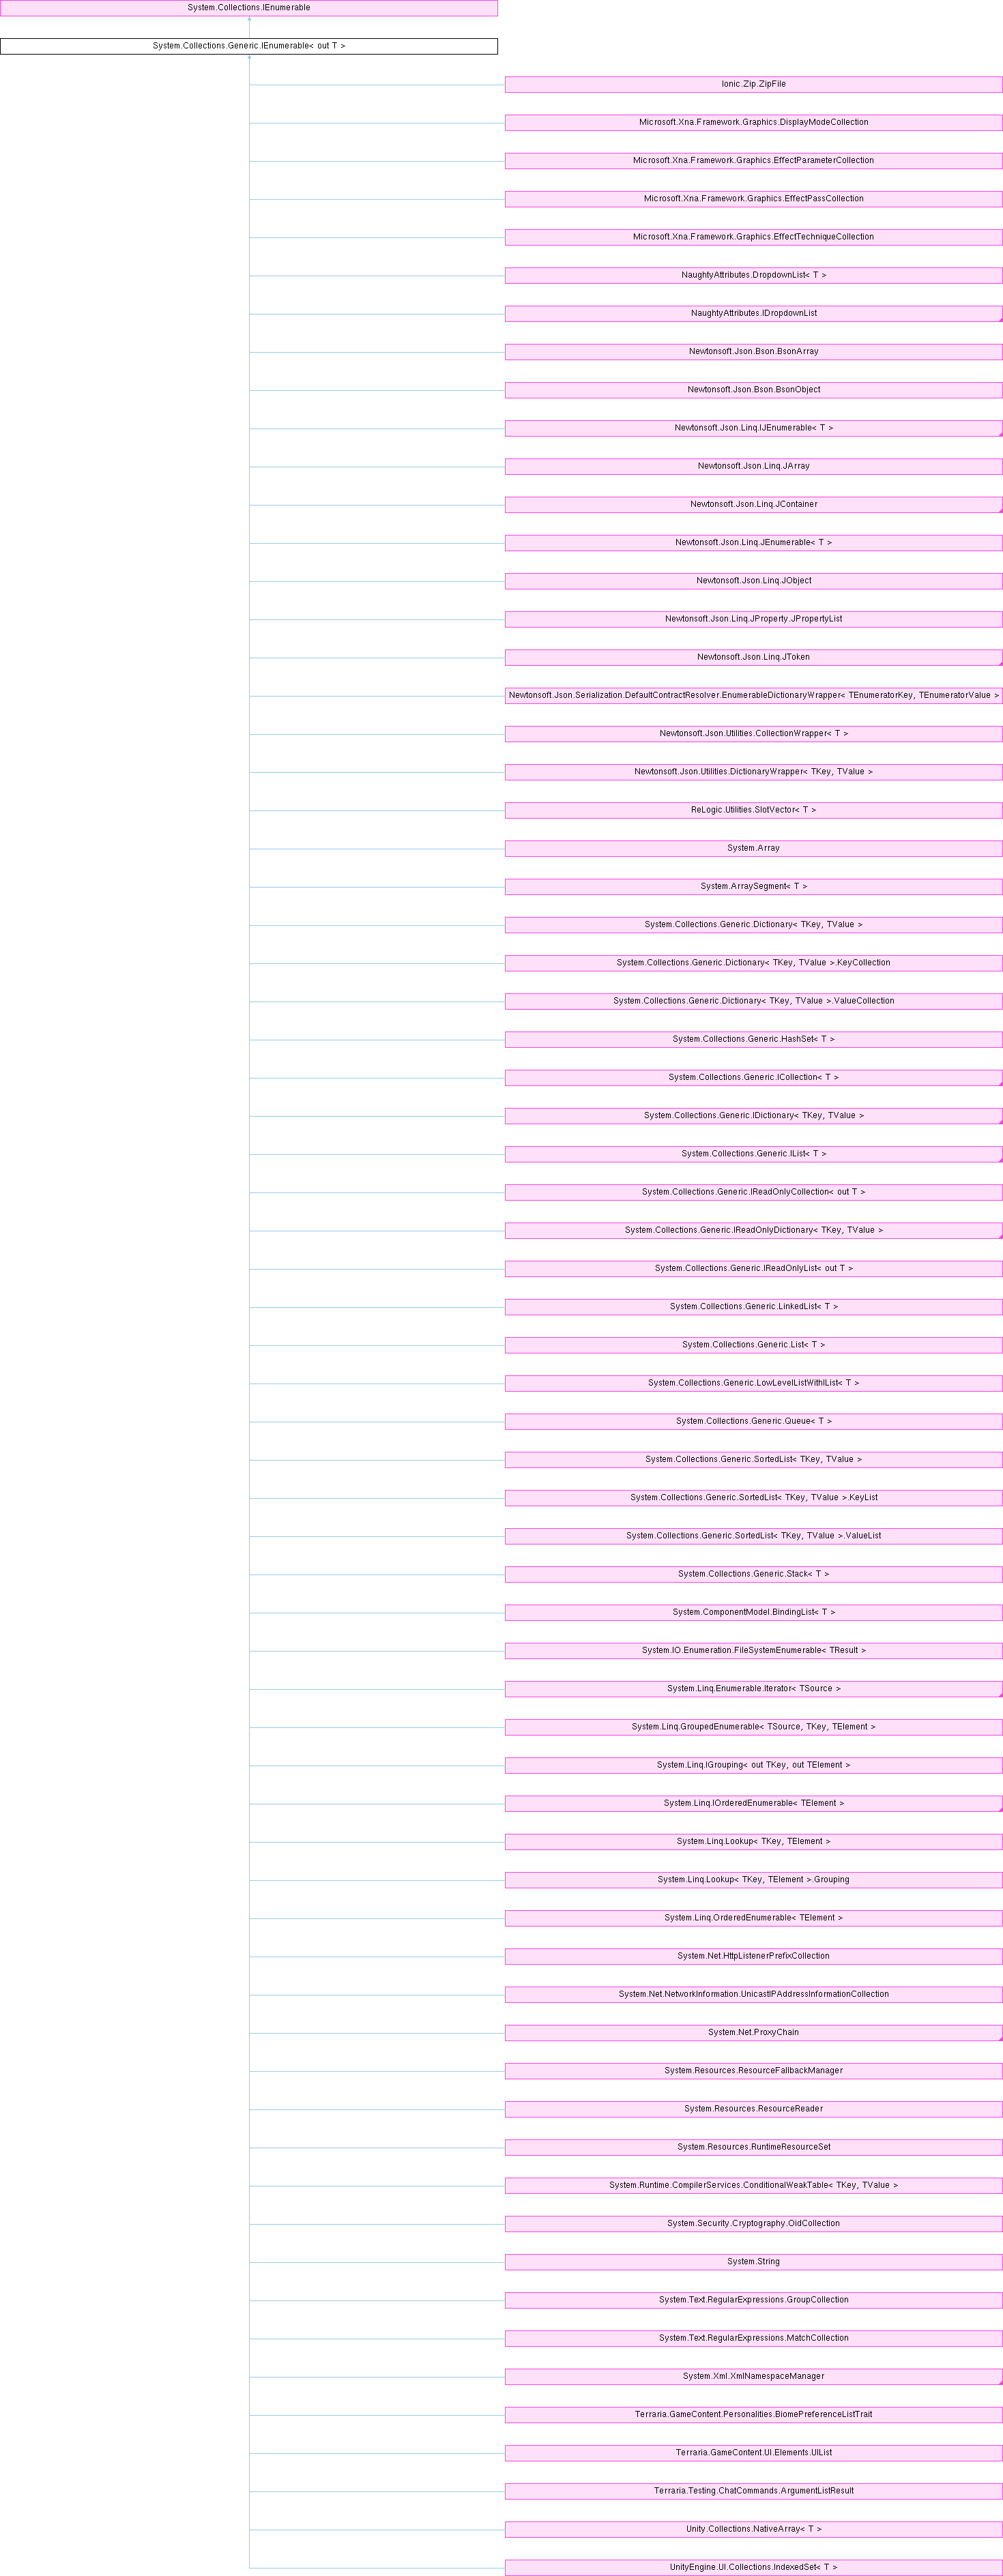 System.Collections.IEnumerable
System.Collections.Generic.IEnumerable< out T >
Ionic.Zip.ZipFile
Microsoft.Xna.Framework.Graphics.DisplayModeCollection
Microsoft.Xna.Framework.Graphics.EffectParameterCollection
Microsoft.Xna.Framework.Graphics.EffectPassCollection
Microsoft.Xna.Framework.Graphics.EffectTechniqueCollection
NaughtyAttributes.DropdownList< T >
NaughtyAttributes.IDropdownList
Newtonsoft.Json.Bson.BsonArray
Newtonsoft.Json.Bson.BsonObject
Newtonsoft.Json.Linq.IJEnumerable< T >
Newtonsoft.Json.Linq.JArray
Newtonsoft.Json.Linq.JContainer
Newtonsoft.Json.Linq.JEnumerable< T >
Newtonsoft.Json.Linq.JObject
Newtonsoft.Json.Linq.JProperty.JPropertyList
Newtonsoft.Json.Linq.JToken
Newtonsoft.Json.Serialization.DefaultContractResolver.EnumerableDictionaryWrapper< TEnumeratorKey, TEnumeratorValue >
Newtonsoft.Json.Utilities.CollectionWrapper< T >
Newtonsoft.Json.Utilities.DictionaryWrapper< TKey, TValue >
ReLogic.Utilities.SlotVector< T >
System.Array
System.ArraySegment< T >
System.Collections.Generic.Dictionary< TKey, TValue >
System.Collections.Generic.Dictionary< TKey, TValue >.KeyCollection
System.Collections.Generic.Dictionary< TKey, TValue >.ValueCollection
System.Collections.Generic.HashSet< T >
System.Collections.Generic.ICollection< T >
System.Collections.Generic.IDictionary< TKey, TValue >
System.Collections.Generic.IList< T >
System.Collections.Generic.IReadOnlyCollection< out T >
System.Collections.Generic.IReadOnlyDictionary< TKey, TValue >
System.Collections.Generic.IReadOnlyList< out T >
System.Collections.Generic.LinkedList< T >
System.Collections.Generic.List< T >
System.Collections.Generic.LowLevelListWithIList< T >
System.Collections.Generic.Queue< T >
System.Collections.Generic.SortedList< TKey, TValue >
System.Collections.Generic.SortedList< TKey, TValue >.KeyList
System.Collections.Generic.SortedList< TKey, TValue >.ValueList
System.Collections.Generic.Stack< T >
System.ComponentModel.BindingList< T >
System.IO.Enumeration.FileSystemEnumerable< TResult >
System.Linq.Enumerable.Iterator< TSource >
System.Linq.GroupedEnumerable< TSource, TKey, TElement >
System.Linq.IGrouping< out TKey, out TElement >
System.Linq.IOrderedEnumerable< TElement >
System.Linq.Lookup< TKey, TElement >
System.Linq.Lookup< TKey, TElement >.Grouping
System.Linq.OrderedEnumerable< TElement >
System.Net.HttpListenerPrefixCollection
System.Net.NetworkInformation.UnicastIPAddressInformationCollection
System.Net.ProxyChain
System.Resources.ResourceFallbackManager
System.Resources.ResourceReader
System.Resources.RuntimeResourceSet
System.Runtime.CompilerServices.ConditionalWeakTable< TKey, TValue >
System.Security.Cryptography.OidCollection
System.String
System.Text.RegularExpressions.GroupCollection
System.Text.RegularExpressions.MatchCollection
System.Xml.XmlNamespaceManager
Terraria.GameContent.Personalities.BiomePreferenceListTrait
Terraria.GameContent.UI.Elements.UIList
Terraria.Testing.ChatCommands.ArgumentListResult
Unity.Collections.NativeArray< T >
UnityEngine.UI.Collections.IndexedSet< T >